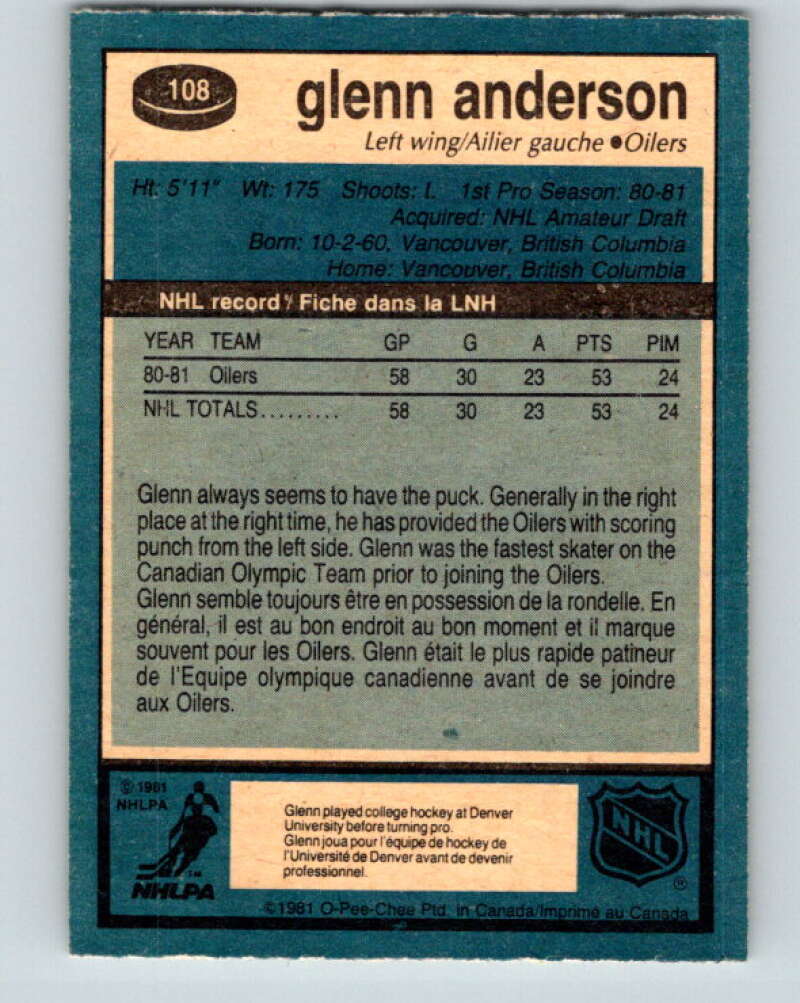 108
glenn anderson
Left wing/Ailier gauche ●Oilers
Ht: 5'11" Wt: 175 Shoots: L 1st Pro Season: 80-81
Acquired: NHL Amateur Draft
Born: 10-2-60, Vancouver, British Columbia
Home: Vancouver, British Columbia
NHL record / Fiche dans la LNH
YEAR TEAM GP G A PTS PIM
80-81 Oilers 58 30 23 53 24
NHL TOTALS......... 58 30 23 53 24
Glenn always seems to have the puck. Generally in the right
place at the right time, he has provided the Oilers with scoring
punch from the left side. Glenn was the fastest skater on the
Canadian Olympic Team prior to joining the Oilers.
Glenn semble toujours être en possession de la rondelle. En
général, il est au bon endroit au bon moment et il marque
souvent pour les Oilers. Glenn était le plus rapide patineur
de l'Equipe olympique canadienne avant de se joindre
aux Oilers.
© 1981
NHLPA
NHLPA
Glenn played college hockey at Denver
University before turning pro.
Glenn joua pour l'équipe de hockey de
l'Université de Denver avant de devenir
professionnel.
NHL
®
©1981 O-Pee-Chee Ptd. in Canada/Imprimé au Canada